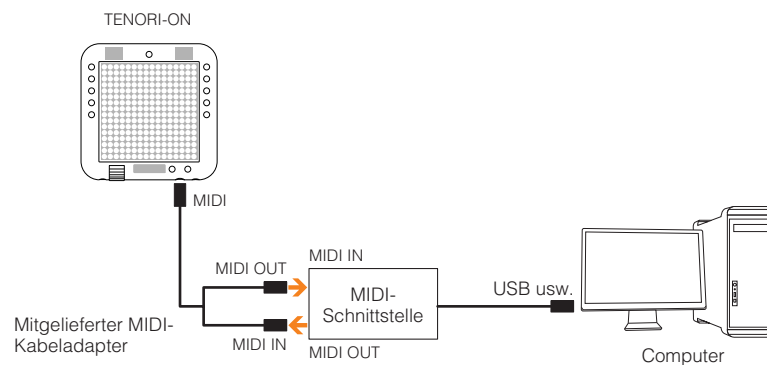 TENORI-ON
MIDI
MIDI OUT
MIDI IN
MIDI-
Schnittstelle
USB usw.
Mitgelieferter MIDI-
Kabeladapter
MIDI IN
MIDI OUT
Computer